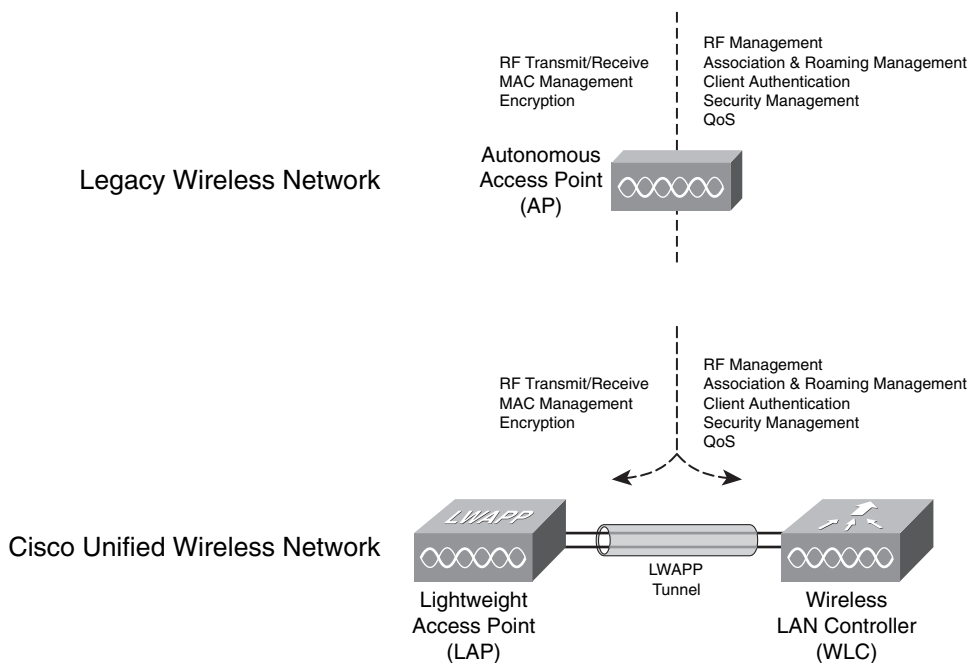 RF Transmit/Receive
MAC Management
Encryption
RF Management
Association & Roaming Management
Client Authentication
Security Management
QoS
Legacy Wireless Network
Autonomous
Access Point
(AP)
RF Transmit/Receive
MAC Management
Encryption
RF Management
Association & Roaming Management
Client Authentication
Security Management
QoS
Cisco Unified Wireless Network
LWAPP
LWAPP
Tunnel
Lightweight
Access Point
(LAP)
Wireless
LAN Controller
(WLC)